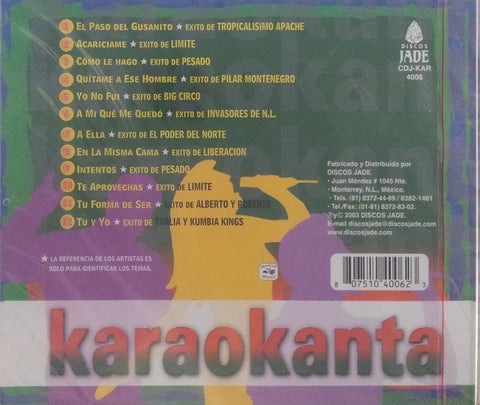 1 El Paso del Gusanito ★ EXITO DE TROPICALISIMO APACHE
2 Acariciame ★ EXITO DE LIMITE
3 Cómo le hago ★ EXITO DE PESADO
4 Quítame a Ese Hombre ★ EXITO DE PILAR MONTENEGRO
5 Yo No Fui ★ EXITO DE BIG CIRCO
6 A Mi Qué Me Quedó ★ EXITO DE INVASORES DE N.L.
7 A Ella ★ EXITO DE EL PODER DEL NORTE
8 En La Misma Cama ★ EXITO DE LIBERACION
9 Intentos ★ EXITO DE PESADO
10 Te Aprovechas ★ EXITO DE LIMITE
11 Tu Forma de Ser ★ EXITO DE ALBERTO Y ROBERTO
12 Tu y Yo ★ EXITO DE THALIA Y KUMBIA KINGS
★ LA REFERENCIA DE LOS ARTISTAS ES
SOLO PARA IDENTIFICAR LOS TEMAS.
DISCOS
JADE
CDJ-KAR
4006
Fabricado y Distribuído por
DISCOS JADE.
Juan Méndez # 1045 Nte.
Monterrey, N.L., México.
Tels. (81) 8372-44-89 / 8382-1461
Tel./Fax: (01-81) 8372-83-02.
(P) © 2003 DISCOS JADE.
E-mail discosjade@discosjade.com
www.discosjade.com
8 07510 40062 3
karaokanta